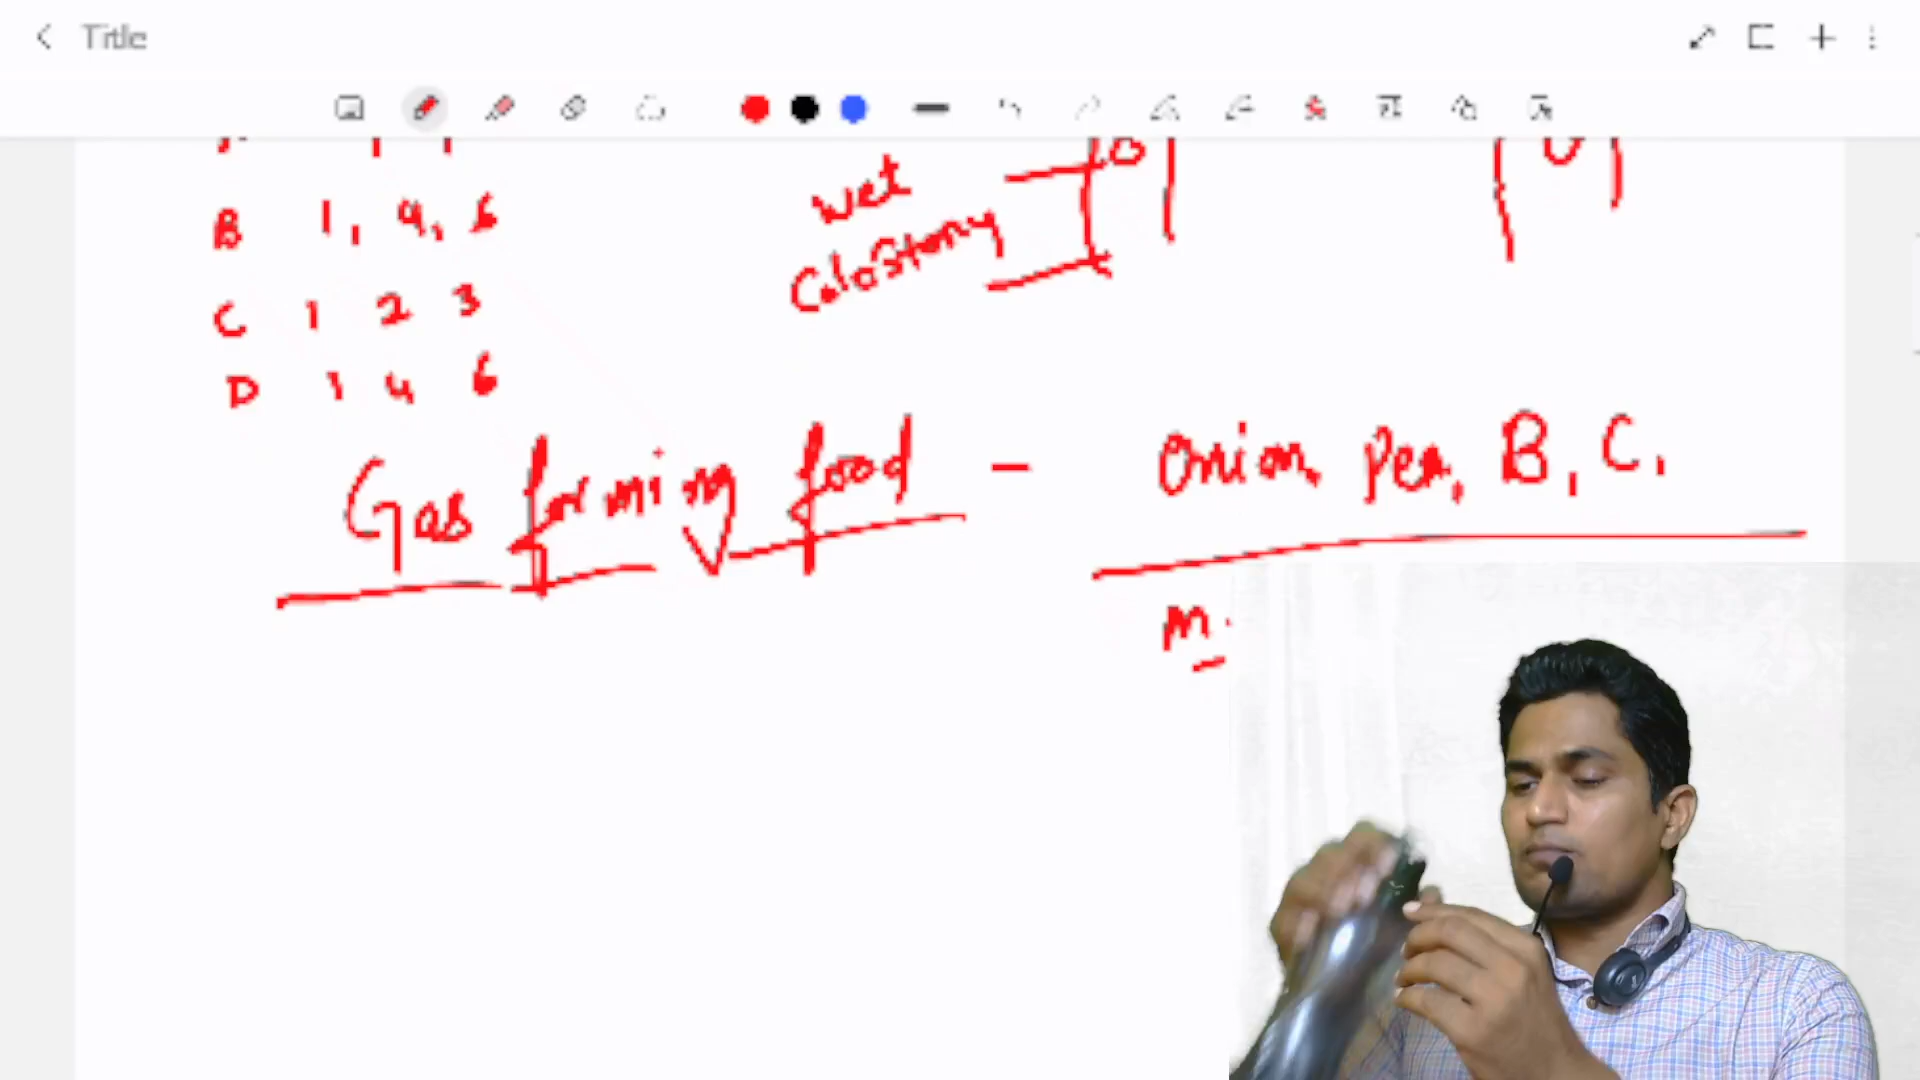 Title
B 1, 4, 6
C 1 2 3
D 1 4 6
Wet
Colostomy
Gas forming food - Onion, Pea, B, C,
M.